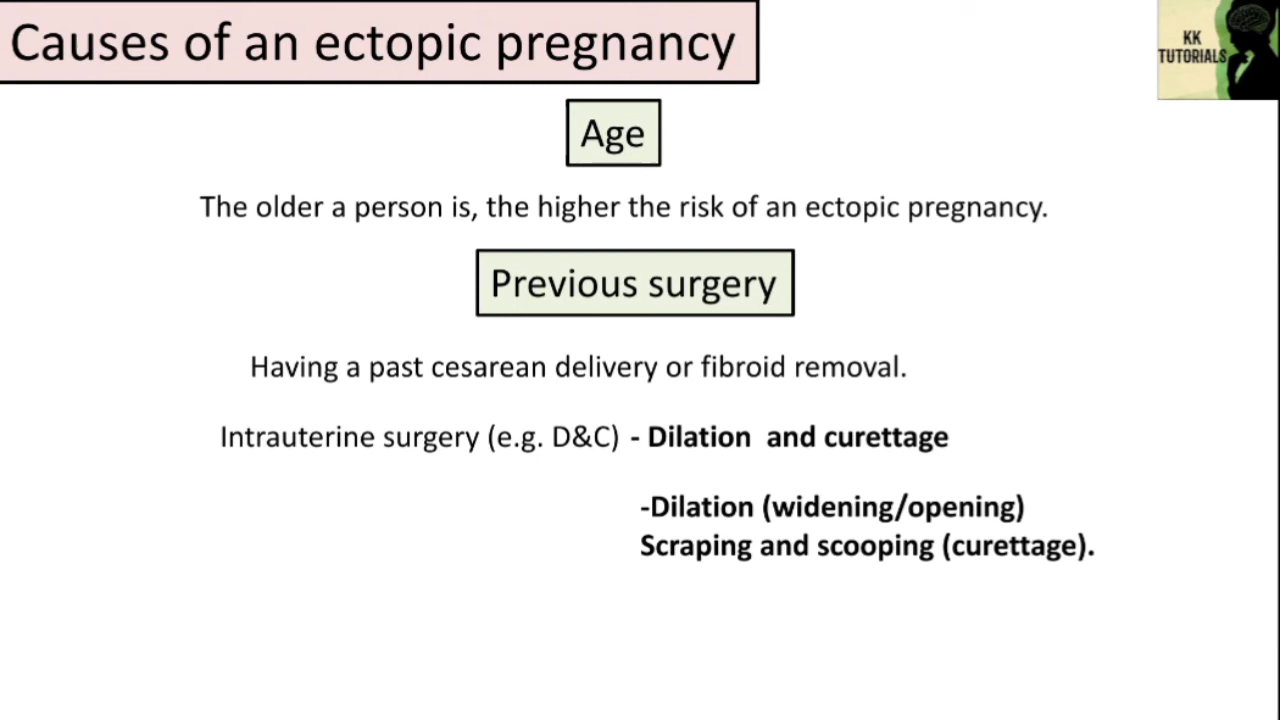 Causes of an ectopic pregnancy
KK
TUTORIALS
Age
The older a person is, the higher the risk of an ectopic pregnancy.
Previous surgery
Having a past cesarean delivery or fibroid removal.
Intrauterine surgery (e.g. D&C) - Dilation and curettage
-Dilation (widening/opening)
Scraping and scooping (curettage).